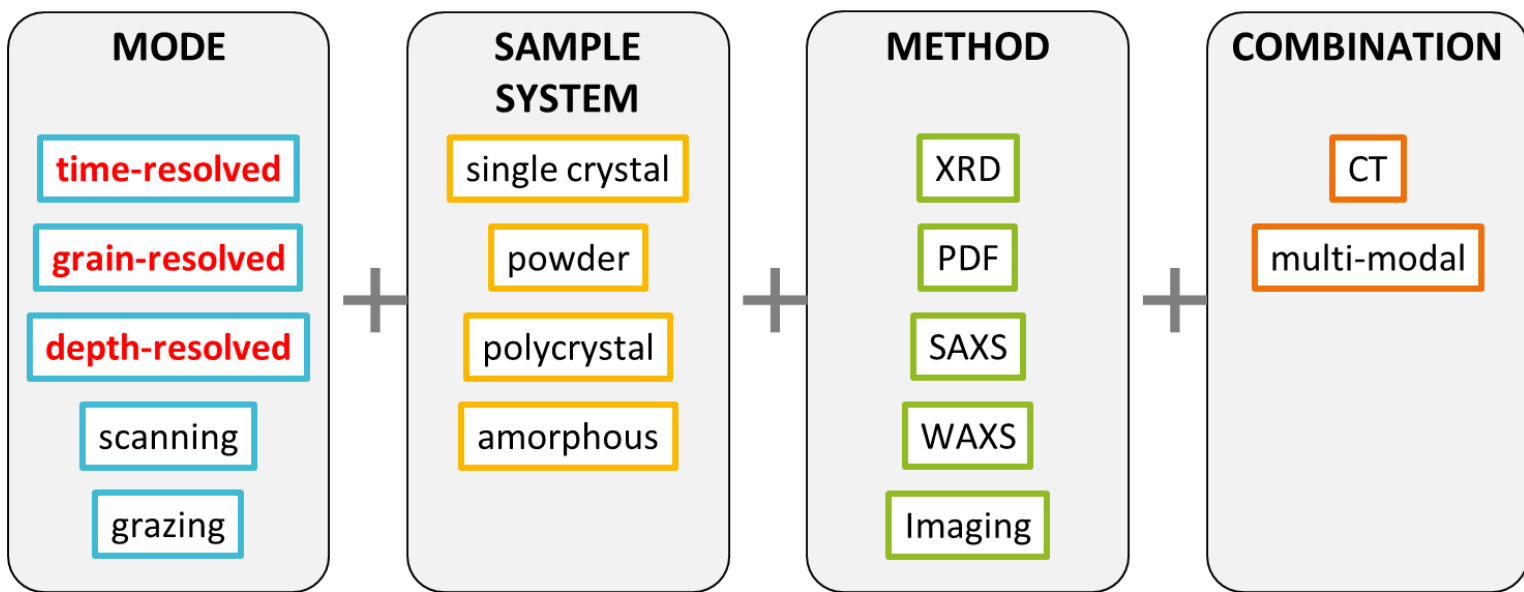 MODE
time-resolved
grain-resolved
depth-resolved
scanning
grazing
+
SAMPLE
SYSTEM
single crystal
powder
polycrystal
amorphous
+
METHOD
XRD
PDF
SAXS
WAXS
Imaging
+
COMBINATION
CT
multi-modal